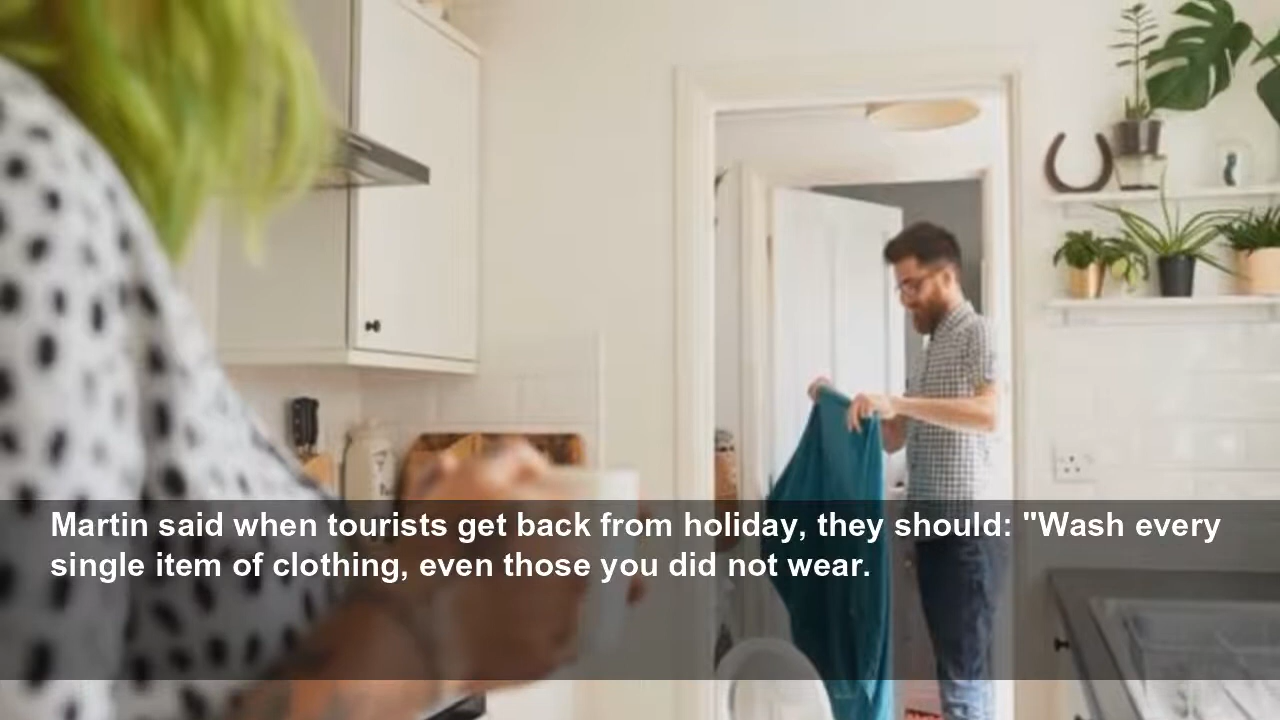 Martin said when tourists get back from holiday, they should: "Wash every
single item of clothing, even those you did not wear.